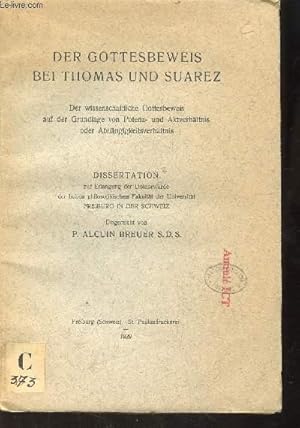 DER GOTTESBEWEIS
BEI THOMAS UND SUAREZ
Der wissenschaftliche Gottesbeweis
auf der Grundlage von Potenz- und Aktverhältnis
oder Abhängigkeitsverhältnis
DISSERTATION
zur Erlangung der Doktorwürde
der hohen philosophischen Fakultät der Universität
FREIBURG IN DER SCHWEIZ
Eingereicht von
P. ALCUIN BREUER S.D.S.
Freiburg (Schweiz) St. Paulusdruckerei
C
373